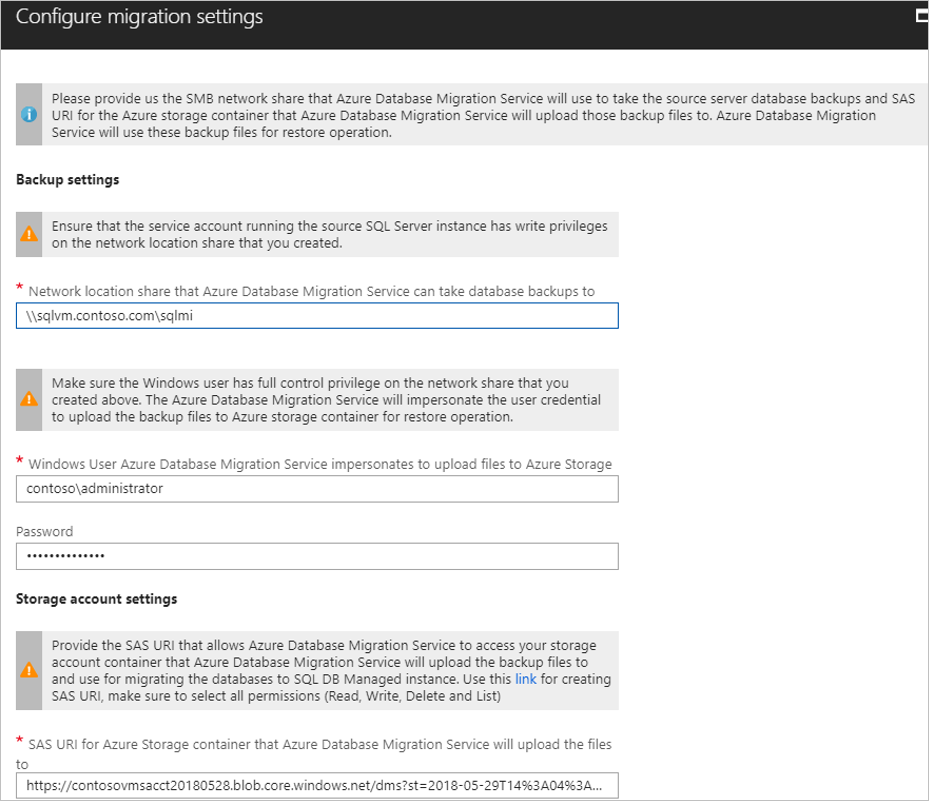 Configure migration settings
Please provide us the SMB network share that Azure Database Migration Service will use to take the source server database backups and SAS
URI for the Azure storage container that Azure Database Migration Service will upload those backup files to. Azure Database Migration
Service will use these backup files for restore operation.
Backup settings
Ensure that the service account running the source SQL Server instance has write privileges
on the network location share that you created.
* Network location share that Azure Database Migration Service can take database backups to
\\sqlvm.contoso.com\sqlmi
Make sure the Windows user has full control privilege on the network share that you
created above. The Azure Database Migration Service will impersonate the user credential
to upload the backup files to Azure storage container for restore operation.
* Windows User Azure Database Migration Service impersonates to upload files to Azure Storage
contoso\administrator
Password
••••••••••••••
Storage account settings
Provide the SAS URI that allows Azure Database Migration Service to access your storage
account container that Azure Database Migration Service will upload the backup files to
and use for migrating the databases to SQL DB Managed instance. Use this link for creating
SAS URI, make sure to select all permissions (Read, Write, Delete and List)
* SAS URI for Azure Storage container that Azure Database Migration Service will upload the files
to
https://contosovmsacct20180528.blob.core.windows.net/dms?st=2018-05-29T14%3A04%3A...